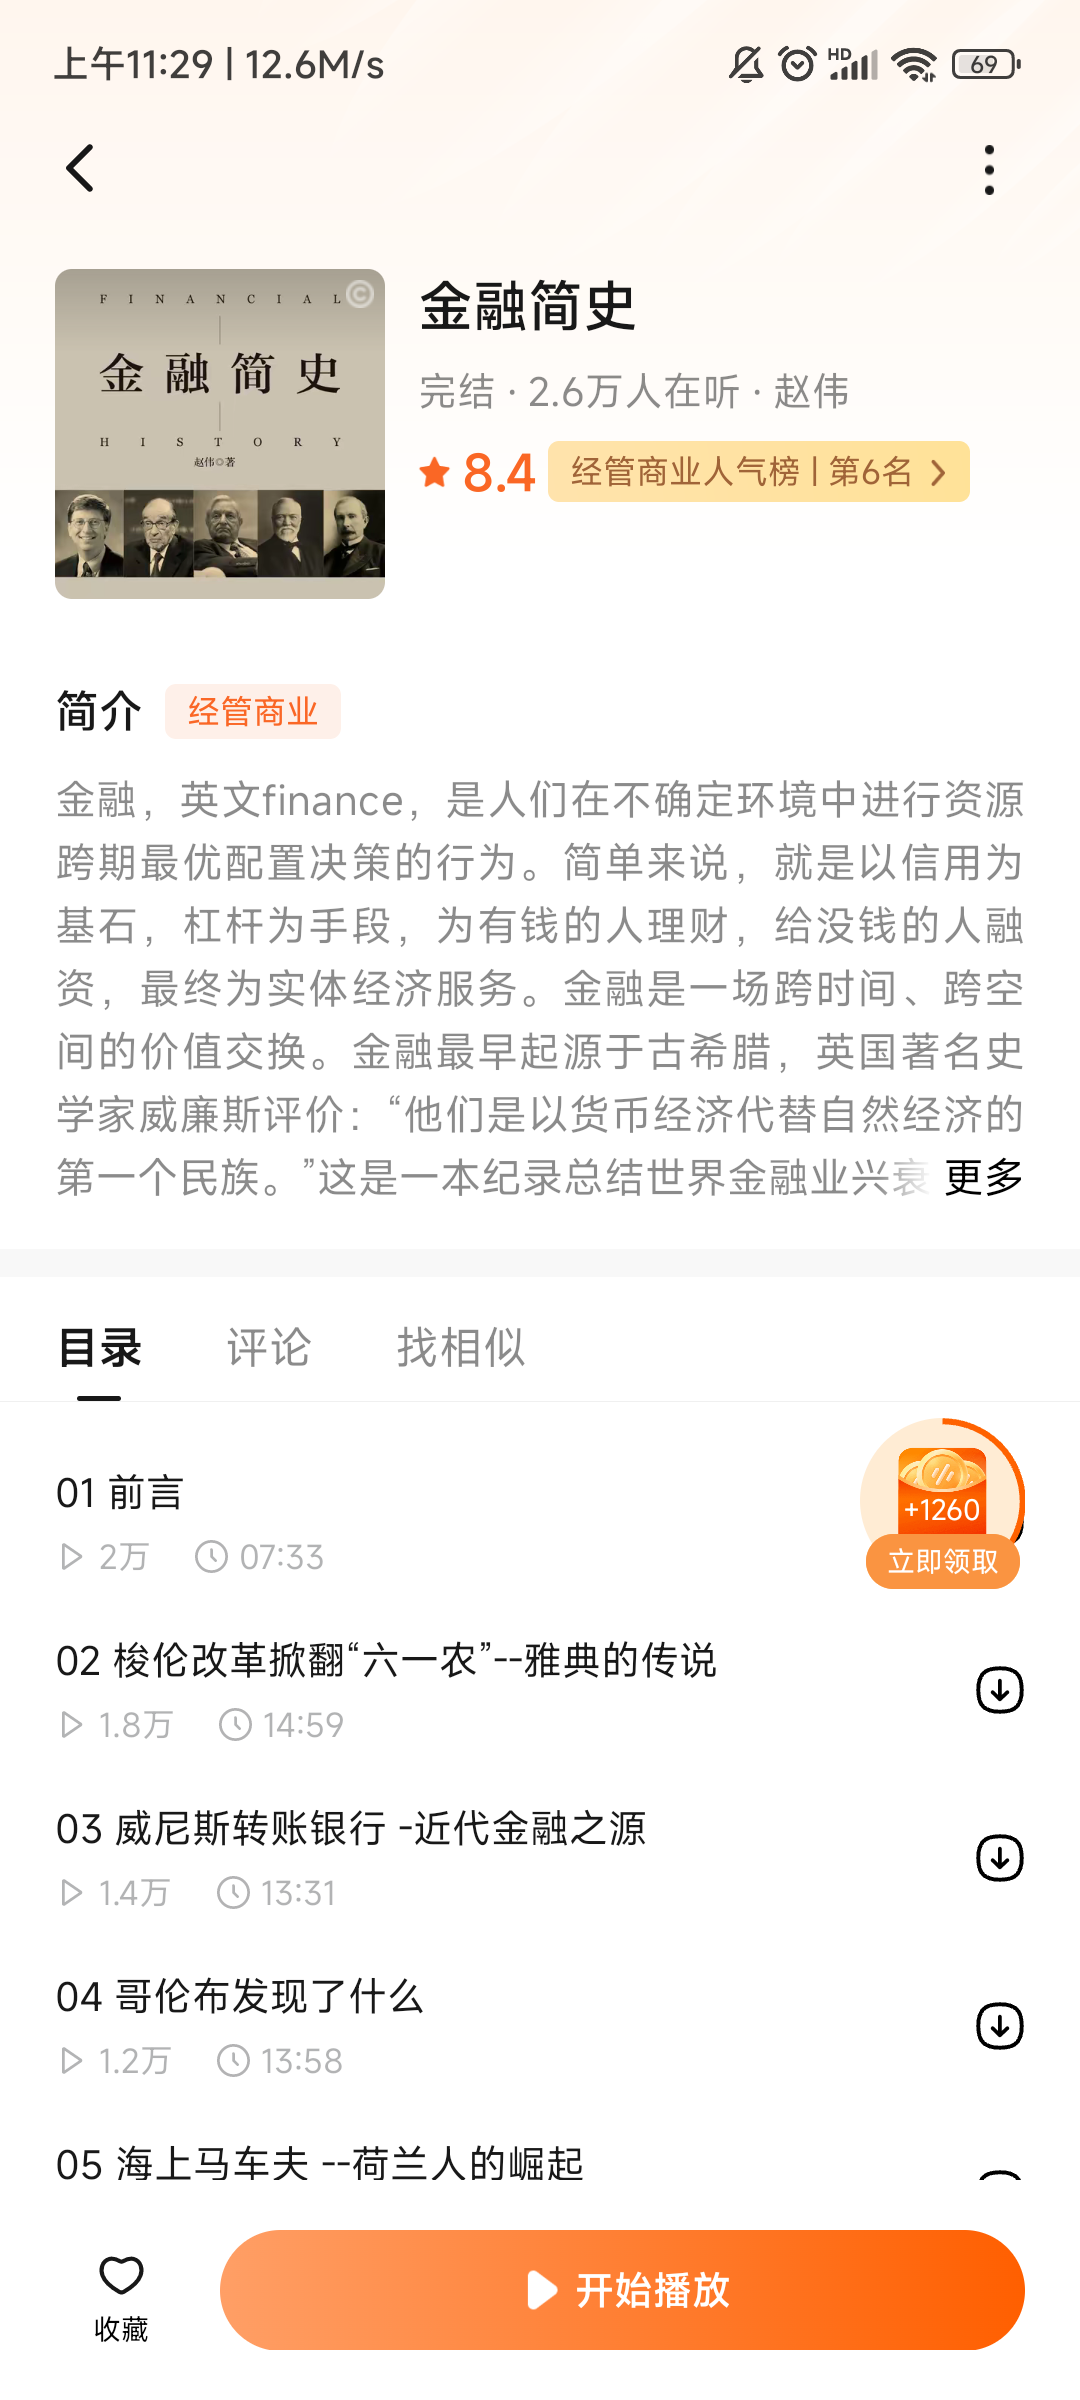 上午11:29 | 12.6M/s
HD
69
FINANCIAL
©
金融简史
HISTORY
赵伟◎著
金融简史
完结 · 2.6万人在听 · 赵伟
8.4
经管商业人气榜 | 第6名
简介
经管商业
金融，英文finance，是人们在不确定环境中进行资源
跨期最优配置决策的行为。简单来说，就是以信用为
基石，杠杆为手段，为有钱的人理财，给没钱的人融
资，最终为实体经济服务。金融是一场跨时间、跨空
间的价值交换。金融最早起源于古希腊，英国著名史
学家威廉斯评价：“他们是以货币经济代替自然经济的
第一个民族。”这是一本纪录总结世界金融业兴衰 更多
目录 评论 找相似
01 前言
2万 07:33
+1260
立即领取
02 梭伦改革掀翻“六一农”--雅典的传说
1.8万 14:59
03 威尼斯转账银行 -近代金融之源
1.4万 13:31
04 哥伦布发现了什么
1.2万 13:58
05 海上马车夫 --荷兰人的崛起
收藏
开始播放